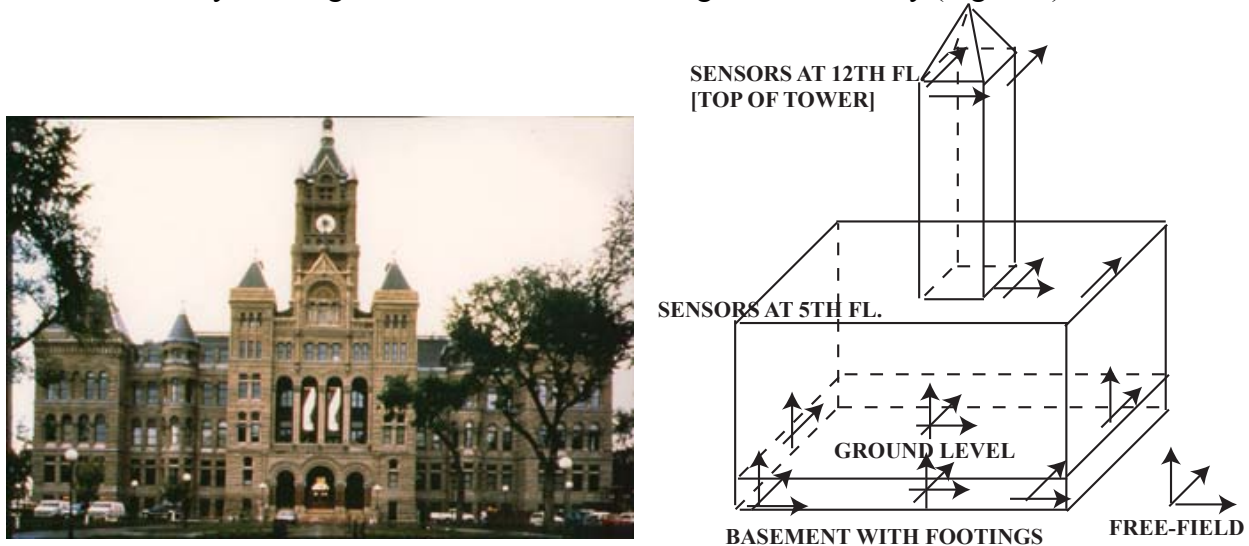 SENSORS AT 12TH FL
[TOP OF TOWER]
SENSORS AT 5TH FL.
GROUND LEVEL
BASEMENT WITH FOOTINGS
FREE-FIELD